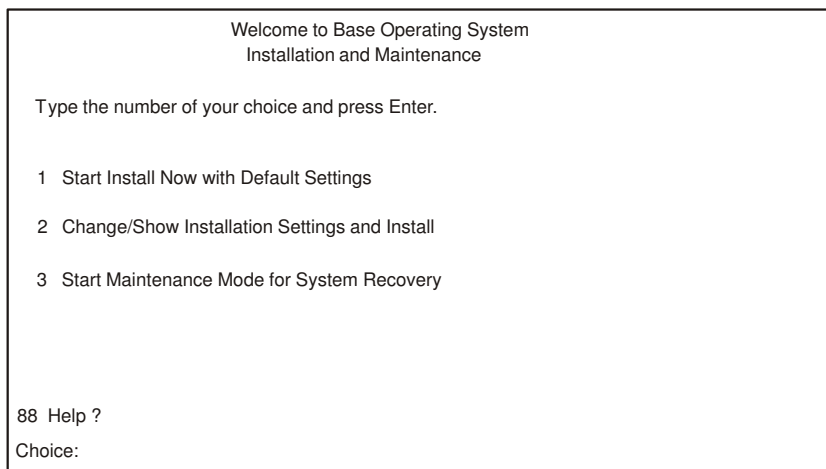 Welcome to Base Operating System
Installation and Maintenance
Type the number of your choice and press Enter.
1 Start Install Now with Default Settings
2 Change/Show Installation Settings and Install
3 Start Maintenance Mode for System Recovery
88 Help ?
Choice: